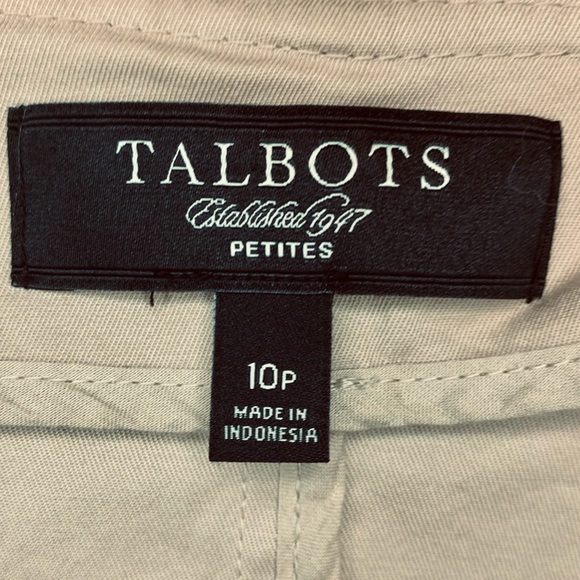 TALBOTS
Established 1947
PETITES
10P
MADE IN
INDONESIA